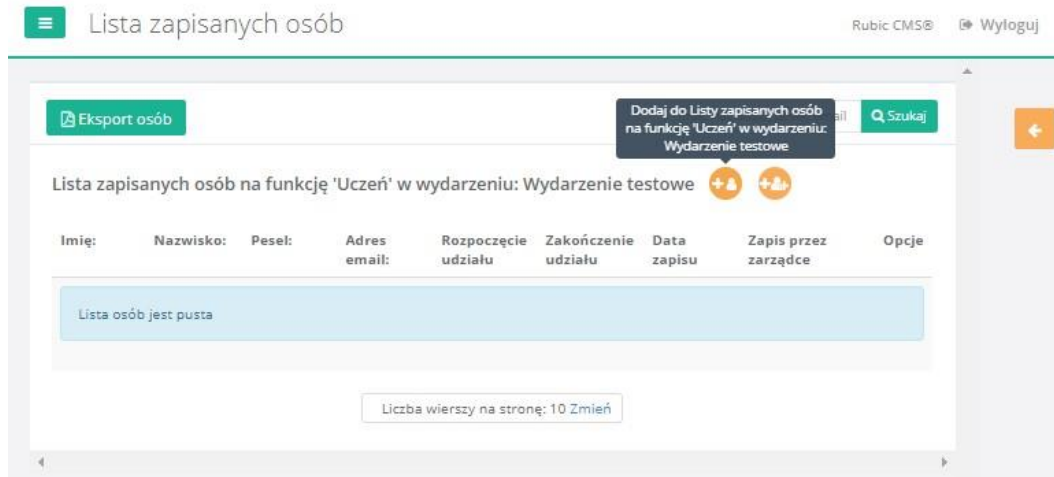 Lista zapisanych osób
Rubic CMS®
Wyloguj
Eksport osób
Dodaj do Listy zapisanych osób
na funkcję 'Uczeń' w wydarzeniu:
Wydarzenie testowe
Szukaj
Lista zapisanych osób na funkcję 'Uczeń' w wydarzeniu: Wydarzenie testowe
Imię:
Nazwisko:
Pesel:
Adres
email:
Rozpoczęcie
udziału
Zakończenie
udziału
Data
zapisu
Zapis przez
zarządce
Opcje
Lista osób jest pusta
Liczba wierszy na stronę: 10 Zmień